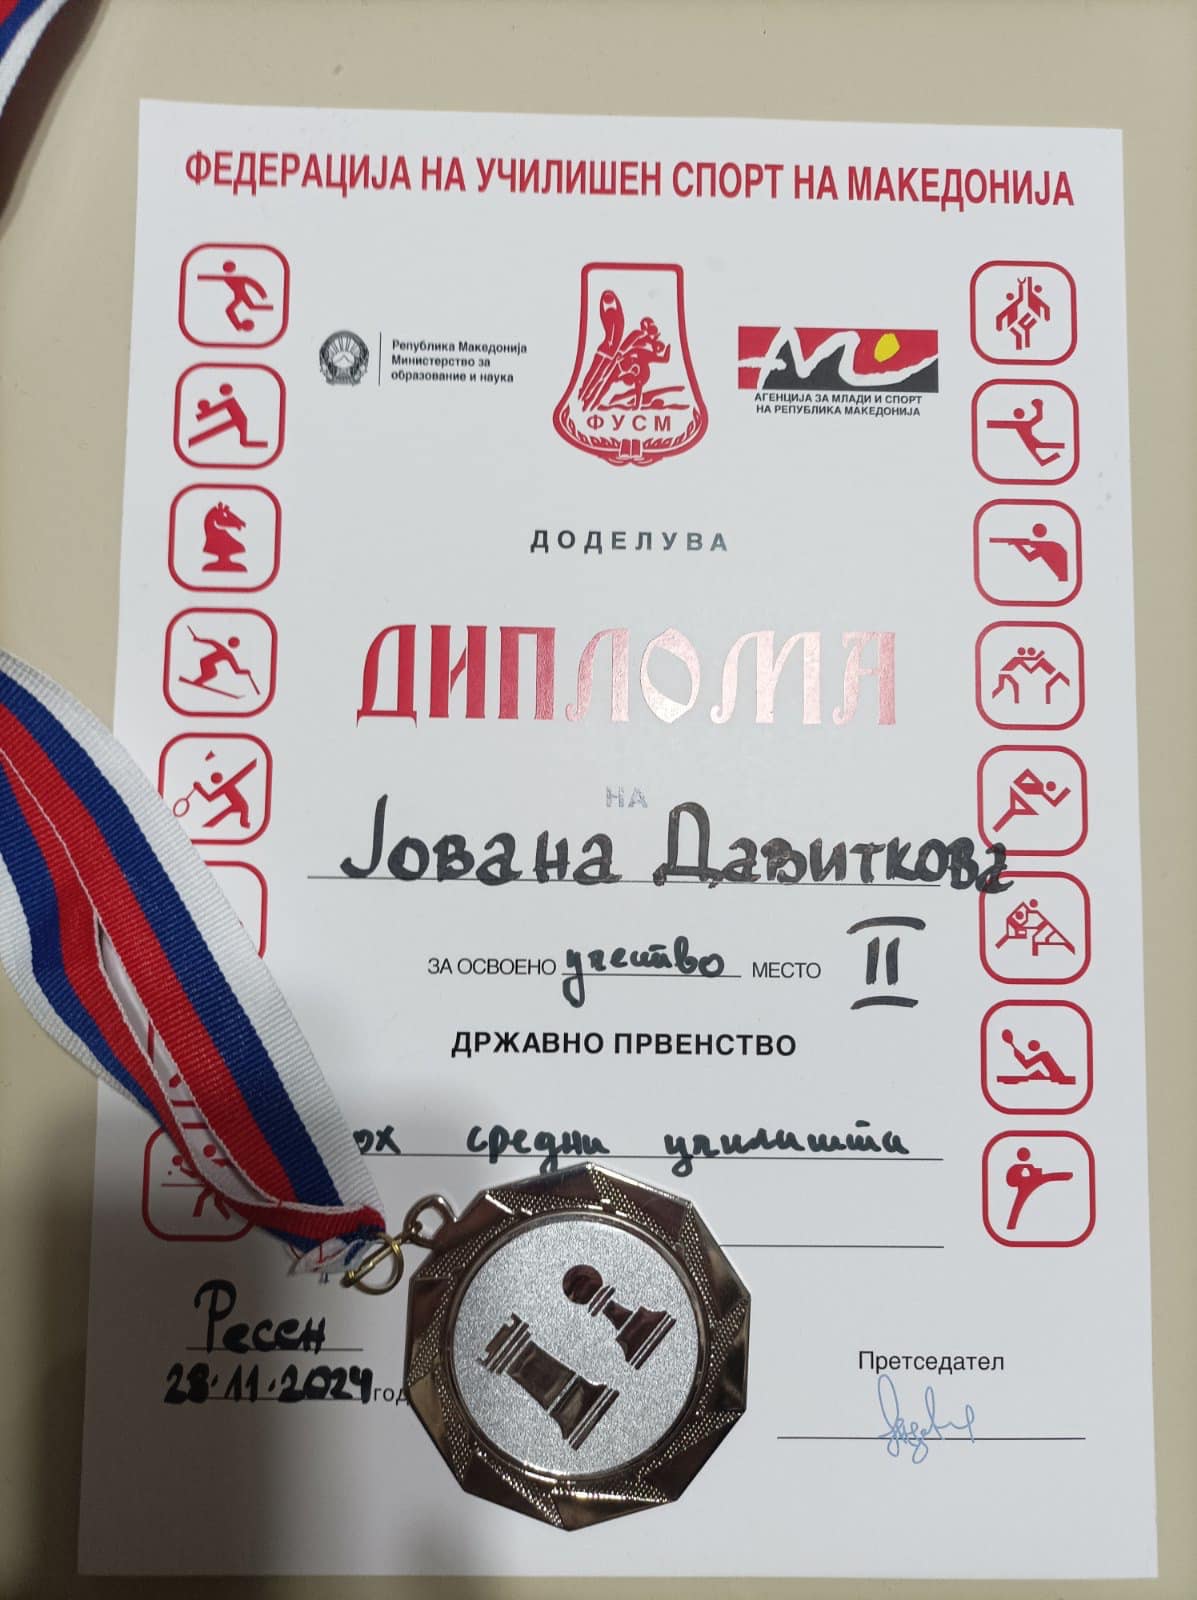 ФЕДЕРАЦИЈА НА УЧИЛИШЕН СПОРТ НА МАКЕДОНИЈА
Република Македонија
Министерство за
образование и наука
ФУСМ
АГЕНЦИЈА ЗА МЛАДИ И СПОРТ
НА РЕПУБЛИКА МАКЕДОНИЈА
ДОДЕЛУВА
ДИПЛОМА
НА
Јована Давиткова
ЗА ОСВОЕНО учество МЕСТО II
ДРЖАВНО ПРВЕНСТВО
средни училишта
Ресен
28.11.2024 год
Претседател